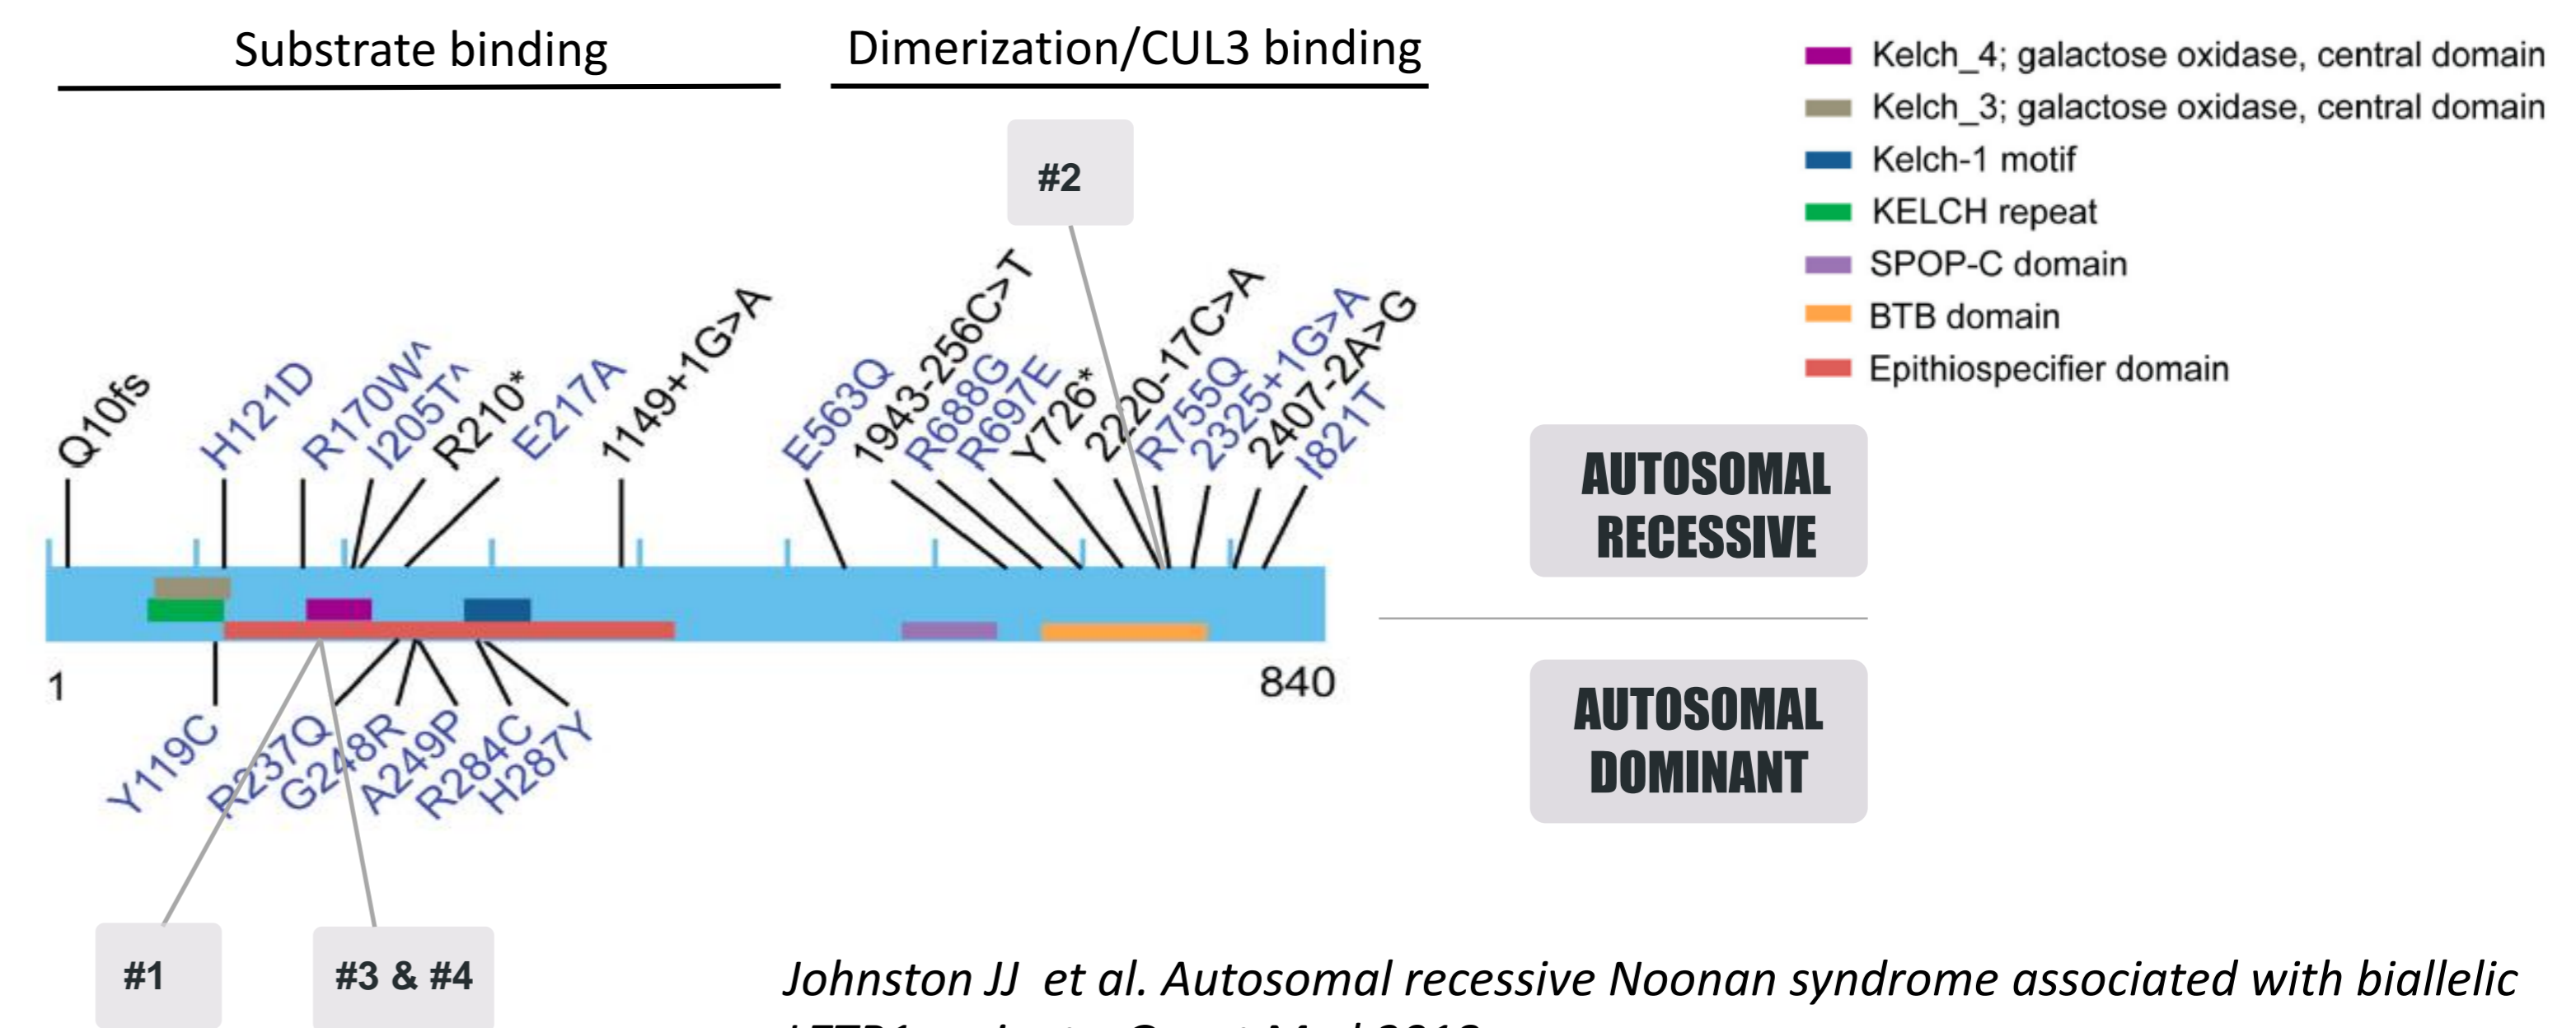 Substrate binding
Dimerization/CUL3 binding
Kelch_4; galactose oxidase, central domain
Kelch_3; galactose oxidase, central domain
Kelch-1 motif
KELCH repeat
SPOP-C domain
BTB domain
Epithiospecifier domain
#2
Q10fs
H121D
R170W^
I205T^
R210*
E217A
1149+1G>A
E563Q
1943-256C>T
R688G
R697E
Y726*
2220-17C>A
R755Q
2325+1G>A
2407-2A>G
I821T
AUTOSOMAL
RECESSIVE
1
840
AUTOSOMAL
DOMINANT
Y119C
R237Q
G248R
A249P
R284C
H287Y
#1
#3 & #4
Johnston JJ et al. Autosomal recessive Noonan syndrome associated with biallelic